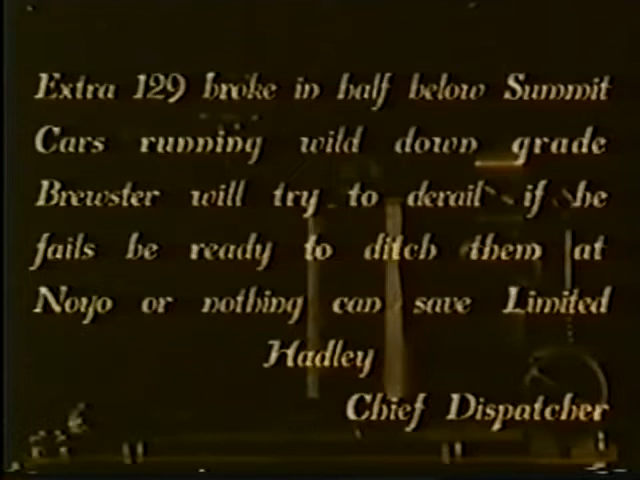 Extra 129 broke in half below Summit
Cars running wild down grade
Brewster will try to derail if he
fails be ready to ditch them at
Noyo or nothing can save Limited
Hadley
Chief Dispatcher